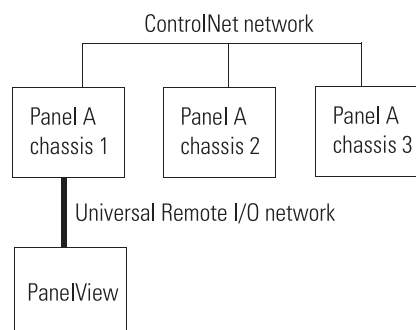 ControlNet network
Panel A
chassis 1
Panel A
chassis 2
Panel A
chassis 3
Universal Remote I/O network
PanelView